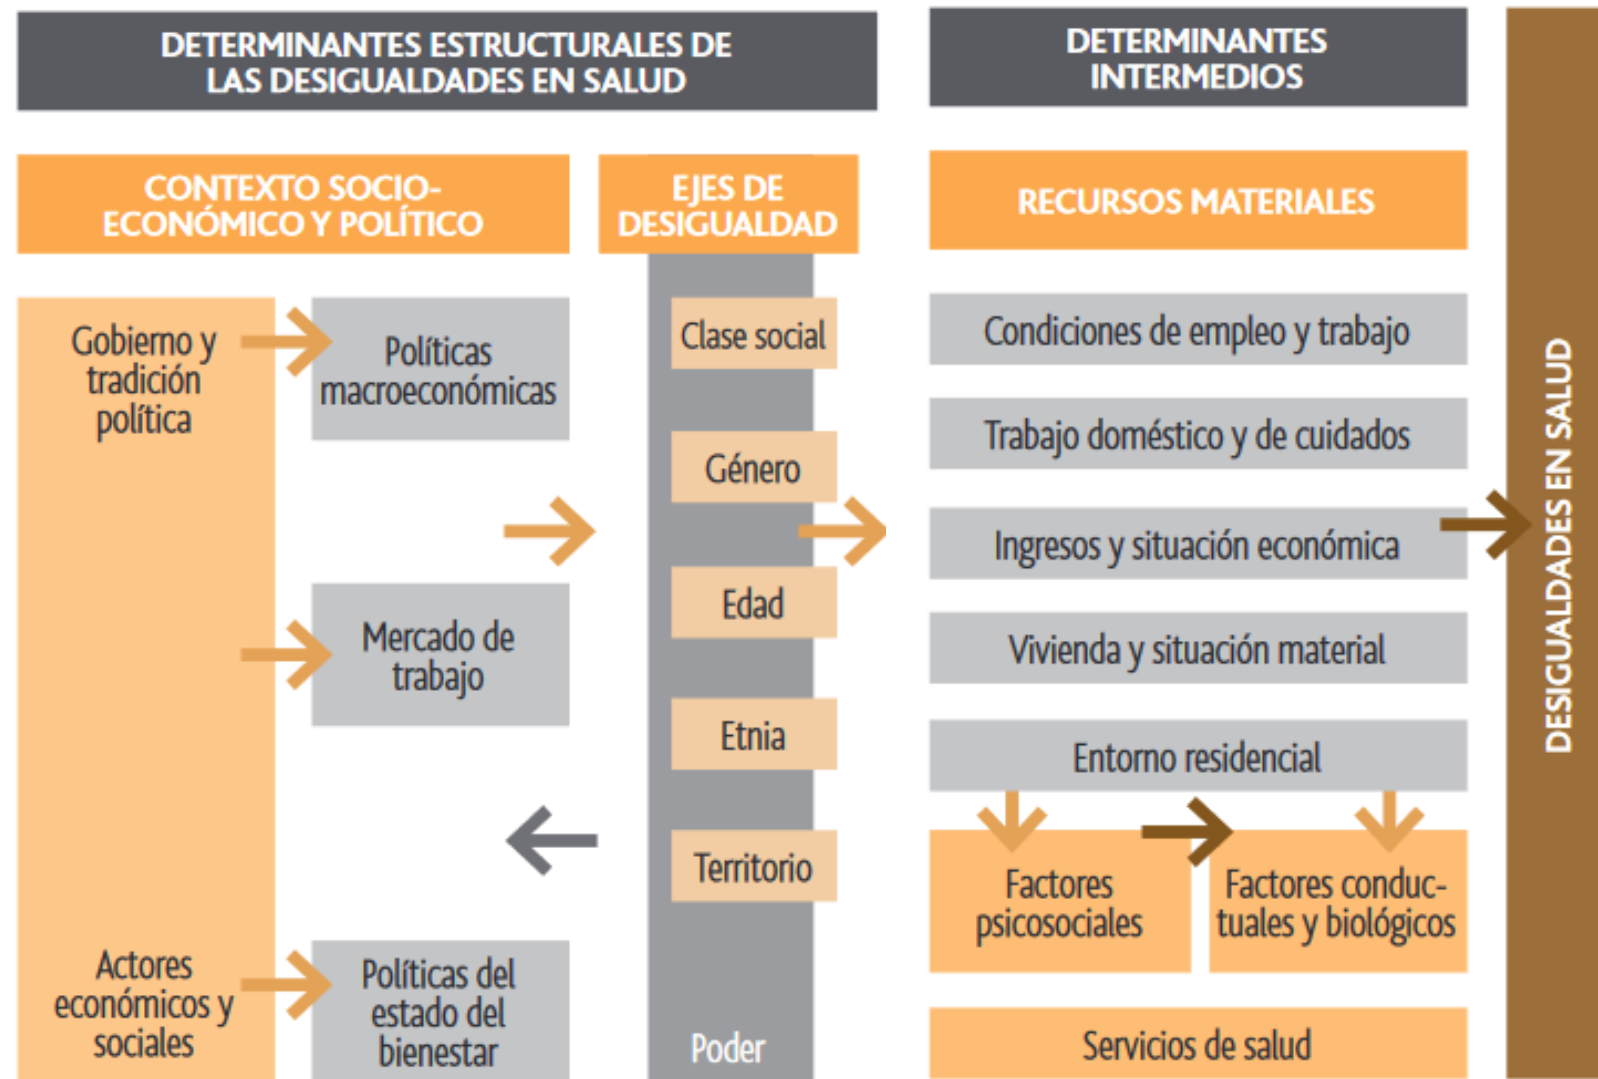 DETERMINANTES ESTRUCTURALES DE
LAS DESIGUALDADES EN SALUD
CONTEXTO SOCIO-
ECONÓMICO Y POLÍTICO
Gobierno y
tradición
política
Actores
económicos y
sociales
Políticas
macroeconómicas
Mercado de
trabajo
Políticas del
estado del
bienestar
EJES DE
DESIGUALDAD
Clase social
Género
Edad
Etnia
Territorio
Poder
DETERMINANTES
INTERMEDIOS
RECURSOS MATERIALES
Condiciones de empleo y trabajo
Trabajo doméstico y de cuidados
Ingresos y situación económica
Vivienda y situación material
Entorno residencial
Factores
psicosociales
Factores conduc-
tuales y biológicos
Servicios de salud
DESIGUALDADES EN SALUD